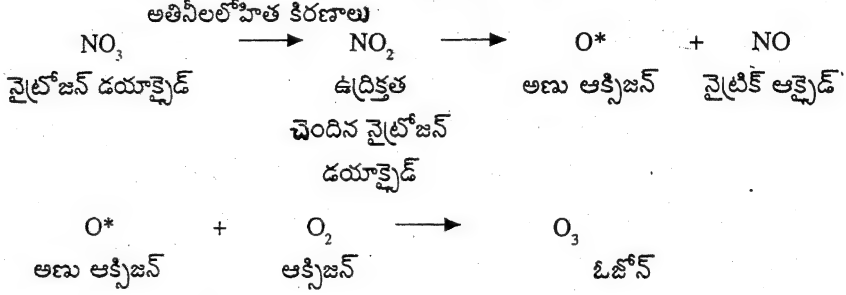 అతినీలలోహిత కిరణాలు
NO₃ → NO₂ → O* + NO
నైట్రోజన్ డయాక్సైడ్ ఉద్రిక్తత అణు ఆక్సిజన్ నైట్రిక్ ఆక్సైడ్
చెందిన నైట్రోజన్
డయాక్సైడ్
O* + O₂ → O₃
అణు ఆక్సిజన్ ఆక్సిజన్ ఓజోన్